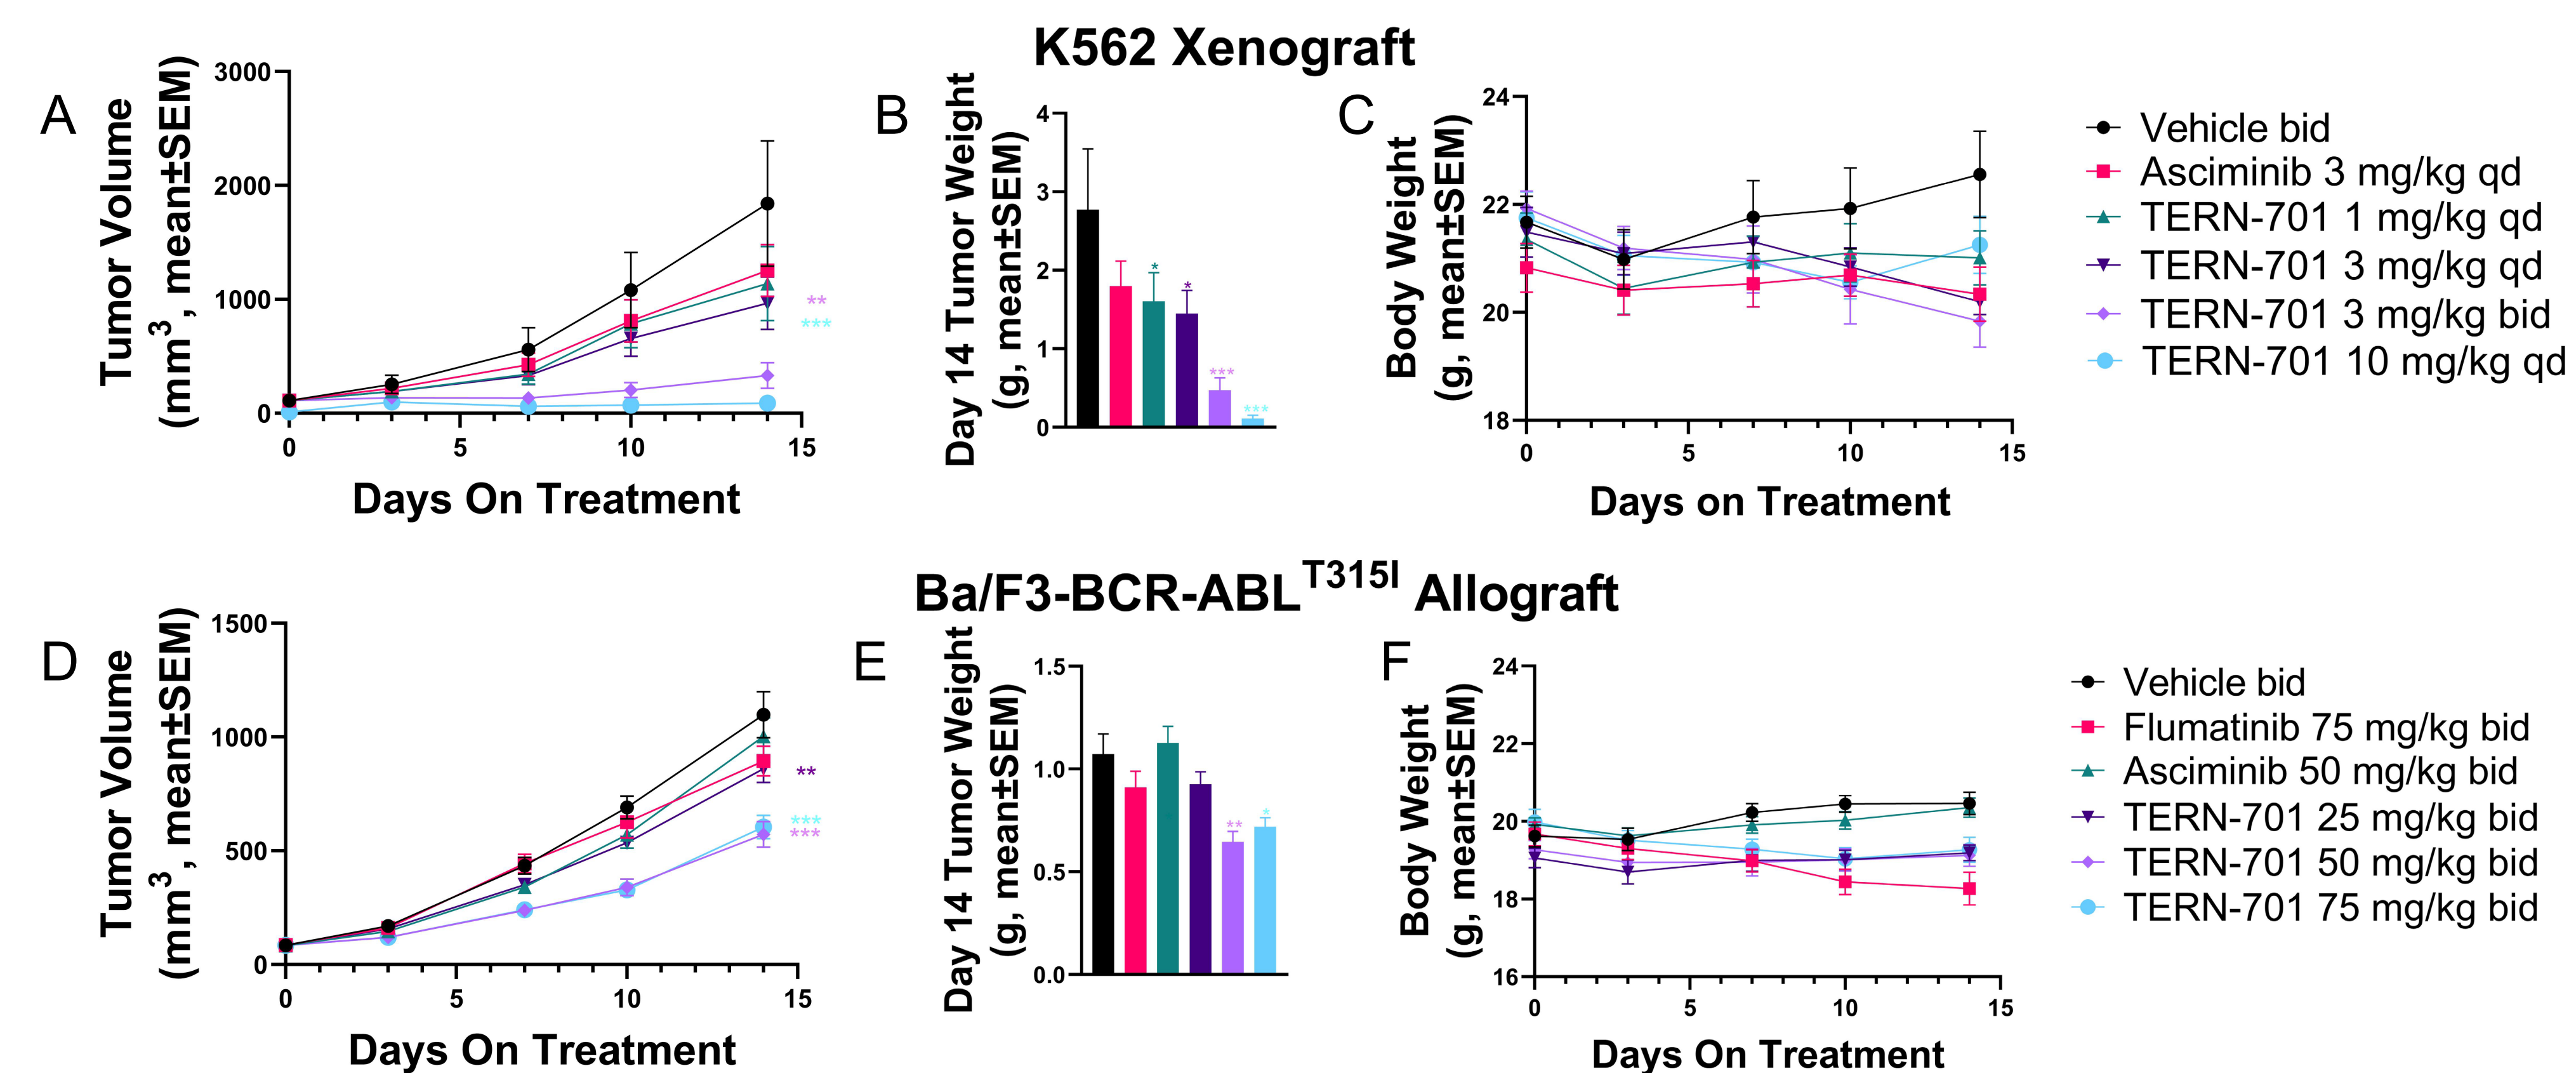 K562 Xenograft
A
Tumor Volume
(mm3, mean±SEM)
3000
2000
1000
0
0 5 10 15
Days On Treatment
**
***
B
Day 14 Tumor Weight
(g, mean±SEM)
4
3
2
1
0
*
*
***
***
C
Body Weight
(g, mean±SEM)
24
22
20
18
0 5 10 15
Days on Treatment
Vehicle bid
Asciminib 3 mg/kg qd
TERN-701 1 mg/kg qd
TERN-701 3 mg/kg qd
TERN-701 3 mg/kg bid
TERN-701 10 mg/kg qd
Ba/F3-BCR-ABLT315I Allograft
D
Tumor Volume
(mm3, mean±SEM)
1500
1000
500
0
0 5 10 15
Days On Treatment
**
***
***
E
Day 14 Tumor Weight
(g, mean±SEM)
1.5
1.0
0.5
0.0
**
*
F
Body Weight
(g, mean±SEM)
24
22
20
18
16
0 5 10 15
Days On Treatment
Vehicle bid
Flumatinib 75 mg/kg bid
Asciminib 50 mg/kg bid
TERN-701 25 mg/kg bid
TERN-701 50 mg/kg bid
TERN-701 75 mg/kg bid